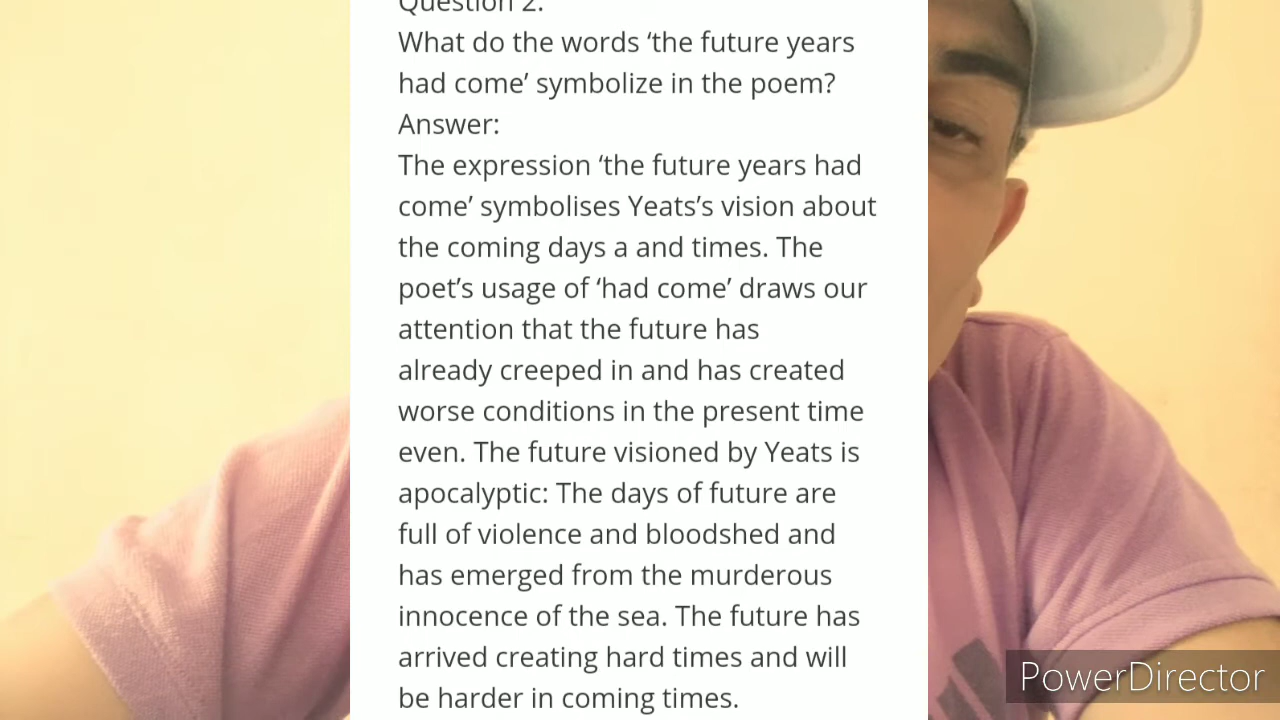 Question 2.
What do the words ‘the future years
had come’ symbolize in the poem?
Answer:
The expression ‘the future years had
come’ symbolises Yeats’s vision about
the coming days a and times. The
poet’s usage of ‘had come’ draws our
attention that the future has
already creeped in and has created
worse conditions in the present time
even. The future visioned by Yeats is
apocalyptic: The days of future are
full of violence and bloodshed and
has emerged from the murderous
innocence of the sea. The future has
arrived creating hard times and will
be harder in coming times.
PowerDirector